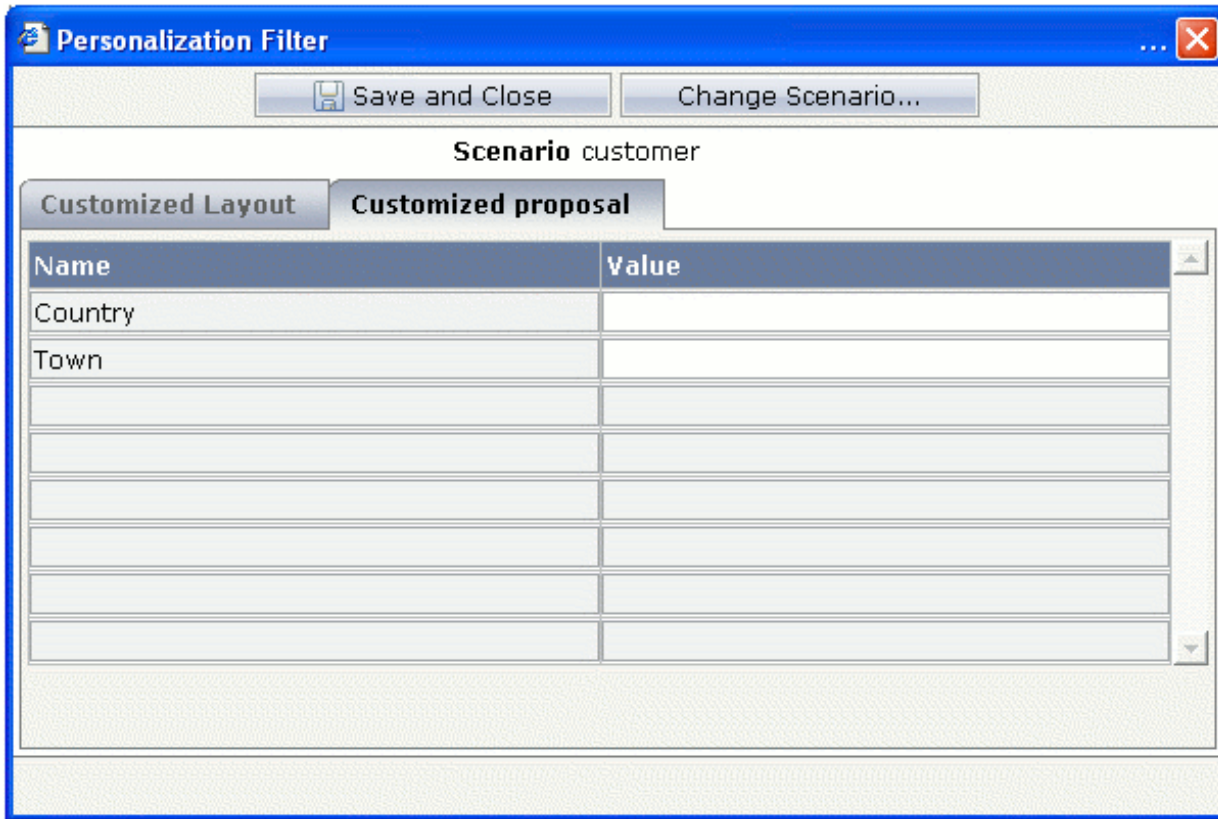 Personalization Filter ...
Save and Close Change Scenario...
Scenario customer
Customized Layout Customized proposal
Name Value
Country
Town